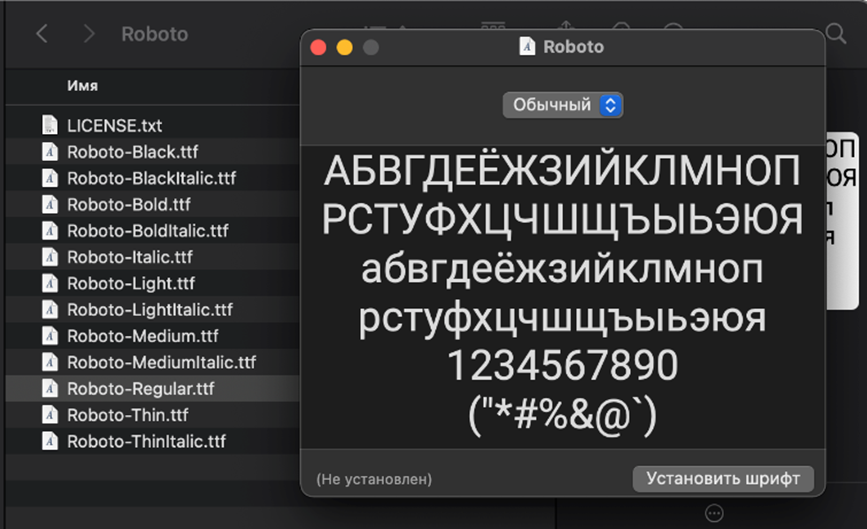 Roboto
Имя
LICENSE.txt
Roboto-Black.ttf
Roboto-BlackItalic.ttf
Roboto-Bold.ttf
Roboto-BoldItalic.ttf
Roboto-Italic.ttf
Roboto-Light.ttf
Roboto-LightItalic.ttf
Roboto-Medium.ttf
Roboto-MediumItalic.ttf
Roboto-Regular.ttf
Roboto-Thin.ttf
Roboto-ThinItalic.ttf
Roboto
Обычный
АБВГДЕЁЖЗИЙКЛМНОП
РСТУФХЦЧШЩЪЫЬЭЮЯ
абвгдеёжзийклмноп
рстуфхцчшщъыьэюя
1234567890
("*#%&@`)
(Не установлен)
Установить шрифт